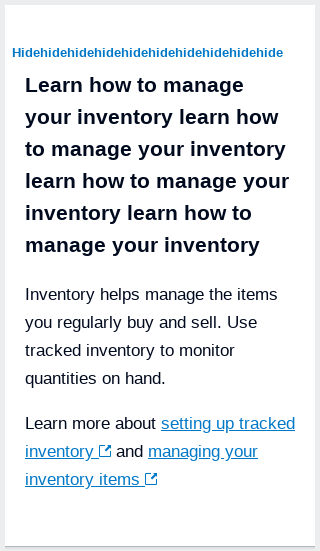 Hidehidehidehidehidehidehidehidehidehide
Learn how to manage
your inventory learn how
to manage your inventory
learn how to manage your
inventory learn how to
manage your inventory
Inventory helps manage the items
you regularly buy and sell. Use
tracked inventory to monitor
quantities on hand.
Learn more about setting up tracked
inventory and managing your
inventory items